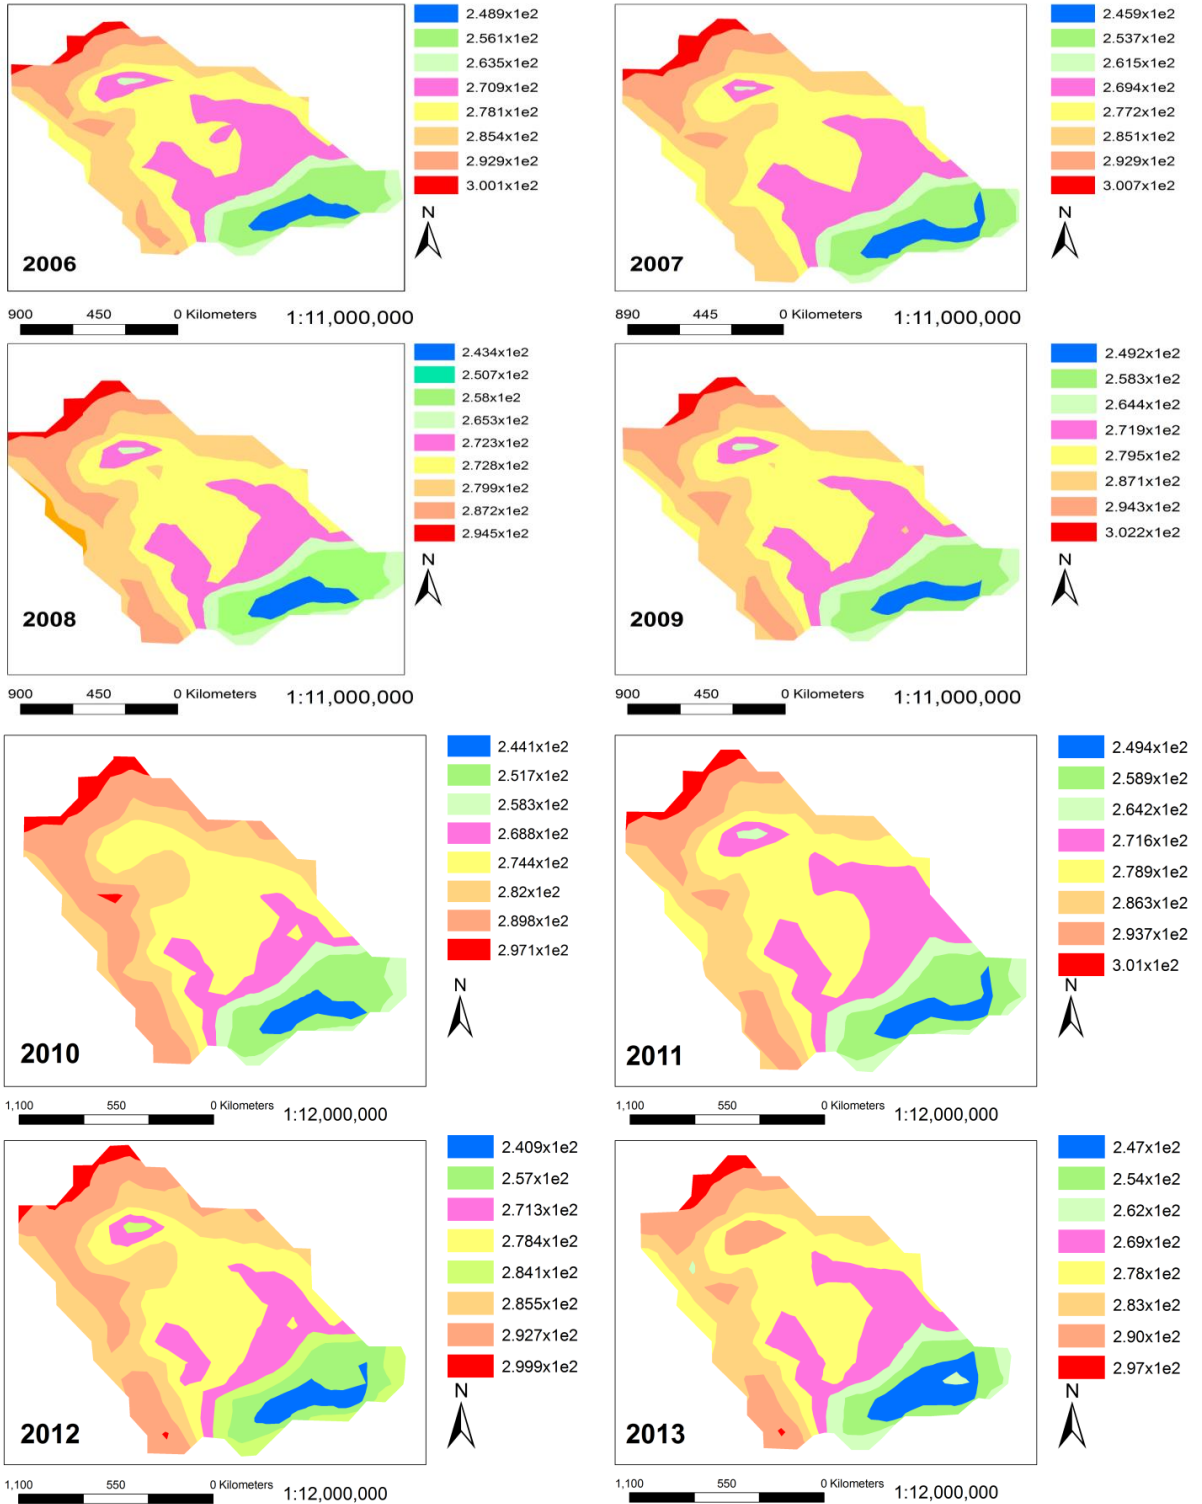 2.489x1e2
2.561x1e2
2.635x1e2
2.709x1e2
2.781x1e2
2.854x1e2
2.929x1e2
3.001x1e2
N
2006
900 450 0 Kilometers 1:11,000,000
2.459x1e2
2.537x1e2
2.615x1e2
2.694x1e2
2.772x1e2
2.851x1e2
2.929x1e2
3.007x1e2
N
2007
890 445 0 Kilometers 1:11,000,000
2.434x1e2
2.507x1e2
2.58x1e2
2.653x1e2
2.723x1e2
2.728x1e2
2.799x1e2
2.872x1e2
2.945x1e2
N
2008
900 450 0 Kilometers 1:11,000,000
2.492x1e2
2.583x1e2
2.644x1e2
2.719x1e2
2.795x1e2
2.871x1e2
2.943x1e2
3.022x1e2
N
2009
900 450 0 Kilometers 1:11,000,000
2.441x1e2
2.517x1e2
2.583x1e2
2.688x1e2
2.744x1e2
2.82x1e2
2.898x1e2
2.971x1e2
N
2010
1,100 550 0 Kilometers 1:12,000,000
2.494x1e2
2.589x1e2
2.642x1e2
2.716x1e2
2.789x1e2
2.863x1e2
2.937x1e2
3.01x1e2
N
2011
1,100 550 0 Kilometers 1:12,000,000
2.409x1e2
2.57x1e2
2.713x1e2
2.784x1e2
2.841x1e2
2.855x1e2
2.927x1e2
2.999x1e2
N
2012
1,100 550 0 Kilometers 1:12,000,000
2.47x1e2
2.54x1e2
2.62x1e2
2.69x1e2
2.78x1e2
2.83x1e2
2.90x1e2
2.97x1e2
N
2013
1,100 550 0 Kilometers 1:12,000,000